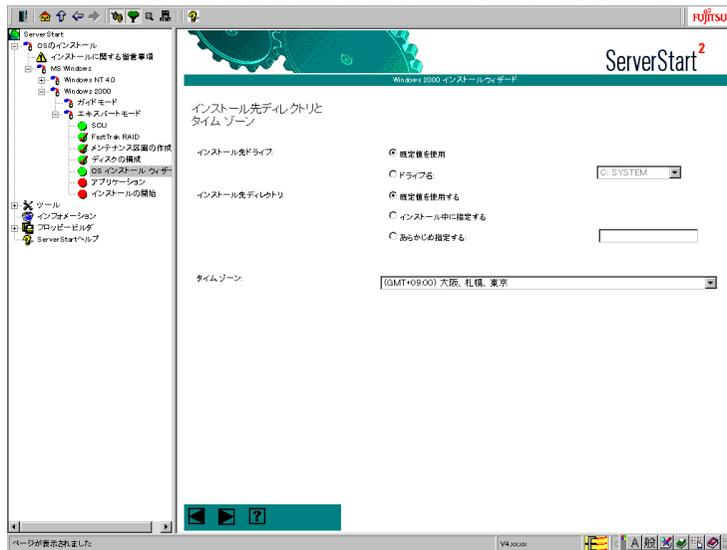 FUJITSU
ServerStart
OSのインストール
インストールに関する留意事項
MS Windows
Windows NT 4.0
Windows 2000
ガイドモード
エキスパートモード
SCU
FastTrak RAID
メンテナンス区画の作成
ディスクの構成
OS インストール ウィザー
アプリケーション
インストールの開始
ツール
インフォメーション
フロッピービルダ
ServerStartヘルプ
ServerStart2
Windows 2000 インストールウィザード
インストール先ディレクトリと
タイム ゾーン
インストール先ドライブ:
既定値を使用
ドライブ名:
C: SYSTEM
インストール先ディレクトリ:
既定値を使用する
インストール中に指定する
あらかじめ指定する:
タイム ゾーン:
(GMT+09:00) 大阪、札幌、東京
ページが表示されました
V4.xx.xxx
A 般